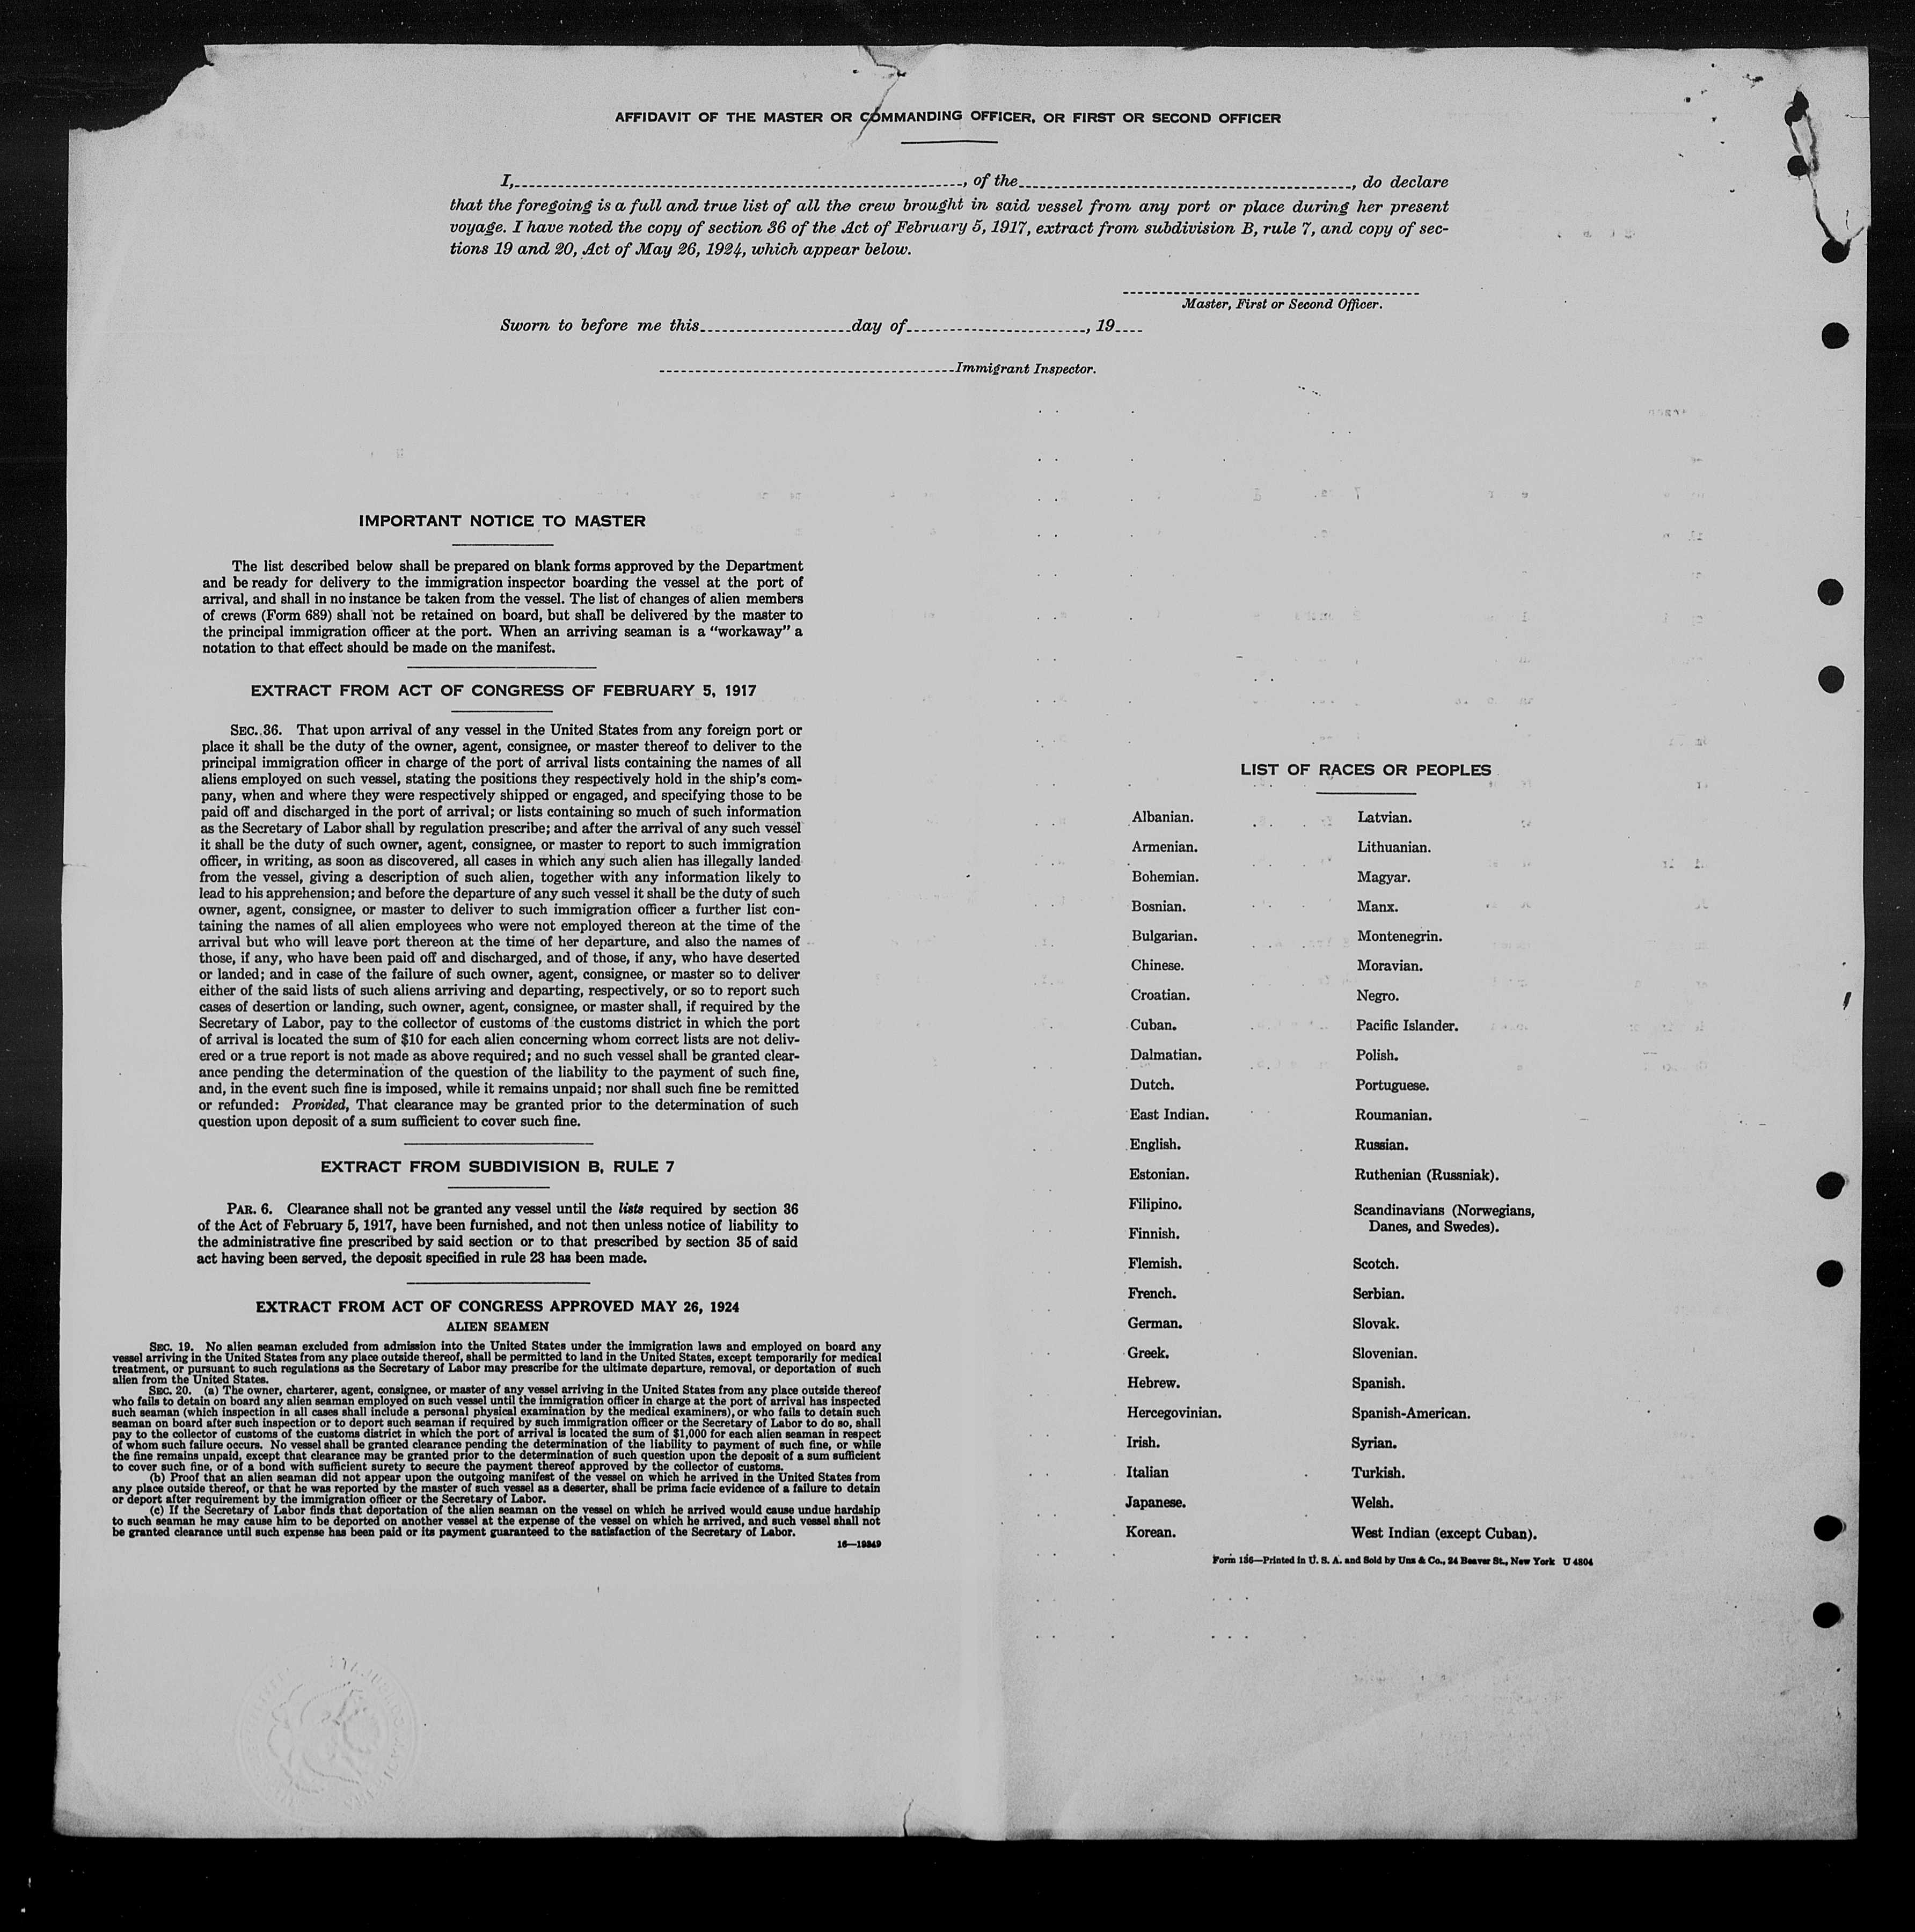 AFFIDAVIT OF THE MASTER OR COMMANDING OFFICER, OR FIRST OR SECOND OFFICER
I, , of the , do declare
that the foregoing is a full and true list of all the crew brought in said vessel from any port or place during her present
voyage. I have noted the copy of section 36 of the Act of February 5, 1917, extract from subdivision B, rule 7, and copy of sec-
tions 19 and 20, Act of May 26, 1924, which appear below.
Master, First or Second Officer.
Sworn to before me this day of , 19
Immigrant Inspector.
IMPORTANT NOTICE TO MASTER
The list described below shall be prepared on blank forms approved by the Department
and be ready for delivery to the immigration inspector boarding the vessel at the port of
arrival, and shall in no instance be taken from the vessel. The list of changes of alien members
of crews (Form 689) shall not be retained on board, but shall be delivered by the master to
the principal immigration officer at the port. When an arriving seaman is a "workaway" a
notation to that effect should be made on the manifest.
EXTRACT FROM ACT OF CONGRESS OF FEBRUARY 5, 1917
SEC. 36. That upon arrival of any vessel in the United States from any foreign port or
place it shall be the duty of the owner, agent, consignee, or master thereof to deliver to the
principal immigration officer in charge of the port of arrival lists containing the names of all
aliens employed on such vessel, stating the positions they respectively hold in the ship's com-
pany, when and where they were respectively shipped or engaged, and specifying those to be
paid off and discharged in the port of arrival; or lists containing so much of such information
as the Secretary of Labor shall by regulation prescribe; and after the arrival of any such vessel
it shall be the duty of such owner, agent, consignee, or master to report to such immigration
officer, in writing, as soon as discovered, all cases in which any such alien has illegally landed
from the vessel, giving a description of such alien, together with any information likely to
lead to his apprehension; and before the departure of any such vessel it shall be the duty of such
owner, agent, consignee, or master to deliver to such immigration officer a further list con-
taining the names of all alien employees who were not employed thereon at the time of the
arrival but who will leave port thereon at the time of her departure, and also the names of
those, if any, who have been paid off and discharged, and of those, if any, who have deserted
or landed; and in case of the failure of such owner, agent, consignee, or master so to deliver
either of the said lists of such aliens arriving and departing, respectively, or so to report such
cases of desertion or landing, such owner, agent, consignee, or master shall, if required by the
Secretary of Labor, pay to the collector of customs of the customs district in which the port
of arrival is located the sum of $10 for each alien concerning whom correct lists are not deliv-
ered or a true report is not made as above required; and no such vessel shall be granted clear-
ance pending the determination of the question of the liability to the payment of such fine,
and, in the event such fine is imposed, while it remains unpaid; nor shall such fine be remitted
or refunded: Provided, That clearance may be granted prior to the determination of such
question upon deposit of a sum sufficient to cover such fine.
EXTRACT FROM SUBDIVISION B, RULE 7
PAR. 6. Clearance shall not be granted any vessel until the lists required by section 36
of the Act of February 5, 1917, have been furnished, and not then unless notice of liability to
the administrative fine prescribed by said section or to that prescribed by section 35 of said
act having been served, the deposit specified in rule 23 has been made.
EXTRACT FROM ACT OF CONGRESS APPROVED MAY 26, 1924
ALIEN SEAMEN
SEC. 19. No alien seaman excluded from admission into the United States under the immigration laws and employed on board any
vessel arriving in the United States from any place outside thereof, shall be permitted to land in the United States, except temporarily for medical
treatment, or pursuant to such regulations as the Secretary of Labor may prescribe for the ultimate departure, removal, or deportation of such
alien from the United States.
SEC. 20. (a) The owner, charterer, agent, consignee, or master of any vessel arriving in the United States from any place outside thereof
who fails to detain on board any alien seaman employed on such vessel until the immigration officer in charge at the port of arrival has inspected
such seaman (which inspection in all cases shall include a personal physical examination by the medical examiners), or who fails to detain such
seaman on board after such inspection or to deport such seaman if required by such immigration officer or the Secretary of Labor to do so, shall
pay to the collector of customs of the customs district in which the port of arrival is located the sum of $1,000 for each alien seaman in respect
of whom such failure occurs. No vessel shall be granted clearance pending the determination of the liability to payment of such fine, or while
the fine remains unpaid, except that clearance may be granted prior to the determination of such question upon the deposit of a sum sufficient
to cover such fine, or of a bond with sufficient surety to secure the payment thereof approved by the collector of customs.
(b) Proof that an alien seaman did not appear upon the outgoing manifest of the vessel on which he arrived in the United States from
any place outside thereof, or that he was reported by the master of such vessel as a deserter, shall be prima facie evidence of a failure to detain
or deport after requirement by the immigration officer or the Secretary of Labor.
(c) If the Secretary of Labor finds that deportation of the alien seaman on the vessel on which he arrived would cause undue hardship
to such seaman he may cause him to be deported on another vessel at the expense of the vessel on which he arrived, and such vessel shall not
be granted clearance until such expense has been paid or its payment guaranteed to the satisfaction of the Secretary of Labor.
16—19349
LIST OF RACES OR PEOPLES
Albanian.
Armenian.
Bohemian.
Bosnian.
Bulgarian.
Chinese.
Croatian.
Cuban.
Dalmatian.
Dutch.
East Indian.
English.
Estonian.
Filipino.
Finnish.
Flemish.
French.
German.
Greek.
Hebrew.
Hercegovinian.
Irish.
Italian
Japanese.
Korean.
Latvian.
Lithuanian.
Magyar.
Manx.
Montenegrin.
Moravian.
Negro.
Pacific Islander.
Polish.
Portuguese.
Roumanian.
Russian.
Ruthenian (Russniak).
Scandinavians (Norwegians,
Danes, and Swedes).
Scotch.
Serbian.
Slovak.
Slovenian.
Spanish.
Spanish-American.
Syrian.
Turkish.
Welsh.
West Indian (except Cuban).
Form 136—Printed in U. S. A. and Sold by Unz & Co., 24 Beaver St., New York U 4804